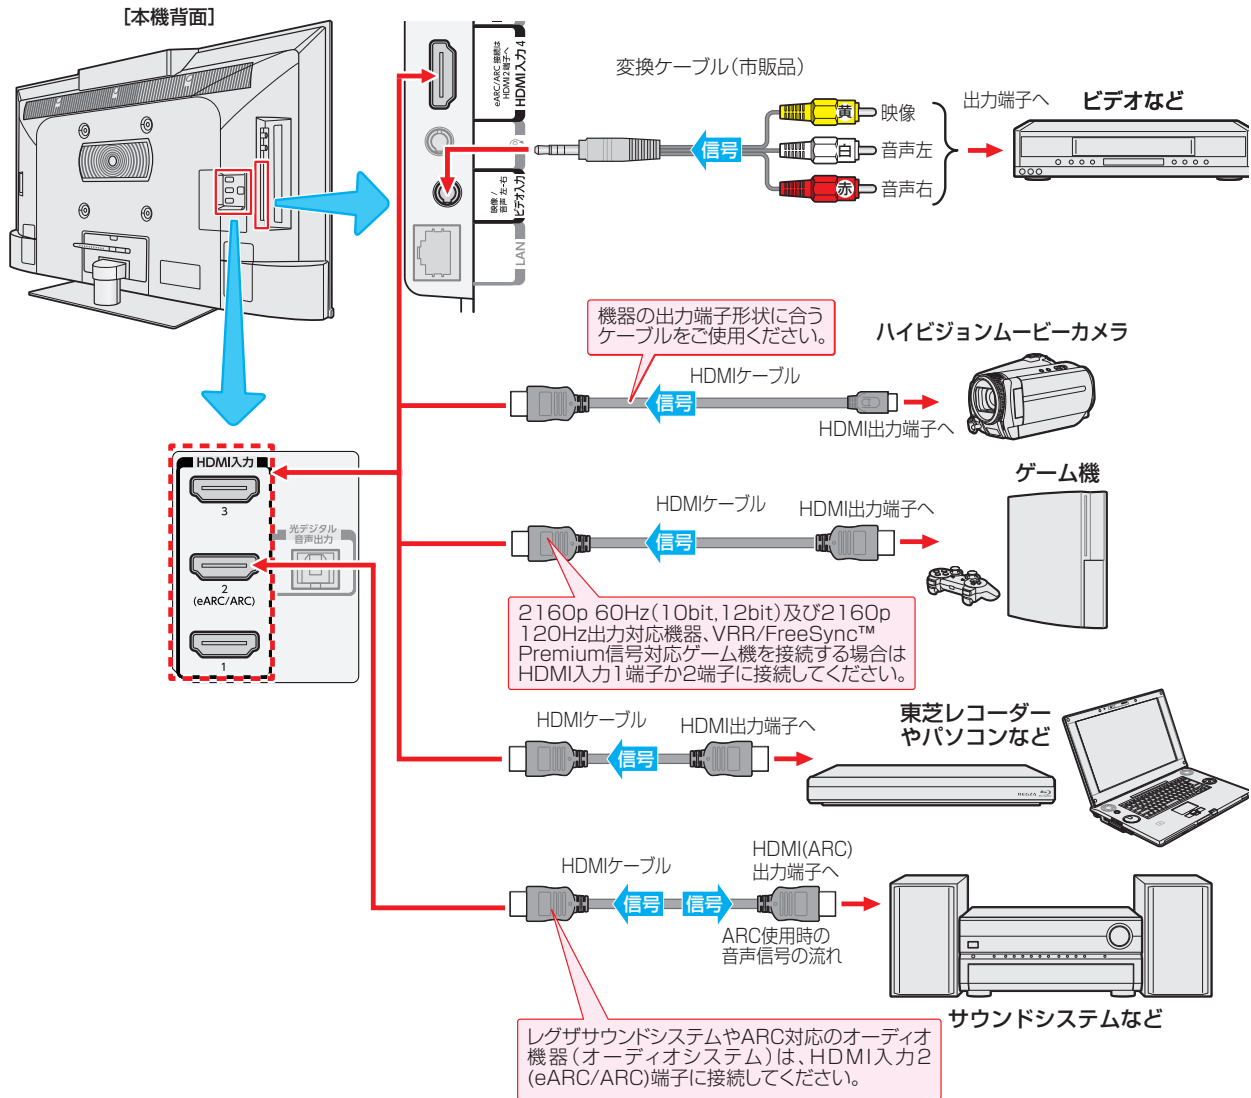 [本機背面]
eARC/ARC 接続は
HDMI 2端子へ
HDMI入力 4
映像 /
音声 左-右
ビデオ入力
LAN
変換ケーブル(市販品)
信号
黄 映像
白 音声左
赤 音声右
出力端子へ
ビデオなど
機器の出力端子形状に合う
ケーブルをご使用ください。
HDMIケーブル
信号
HDMI出力端子へ
ハイビジョンムービーカメラ
HDMI入力
3
2
(eARC/ARC)
1
光デジタル
音声出力
HDMIケーブル
信号
HDMI出力端子へ
ゲーム機
2160p 60Hz(10bit,12bit)及び2160p
120Hz出力対応機器、VRR/FreeSync™
Premium信号対応ゲーム機を接続する場合は
HDMI入力1端子か2端子に接続してください。
HDMIケーブル
信号
HDMI出力端子へ
東芝レコーダー
やパソコンなど
REGZA
HDMIケーブル
信号 信号
HDMI(ARC)
出力端子へ
ARC使用時の
音声信号の流れ
サウンドシステムなど
レグザサウンドシステムやARC対応のオーディオ
機器(オーディオシステム)は、HDMI入力2
(eARC/ARC)端子に接続してください。